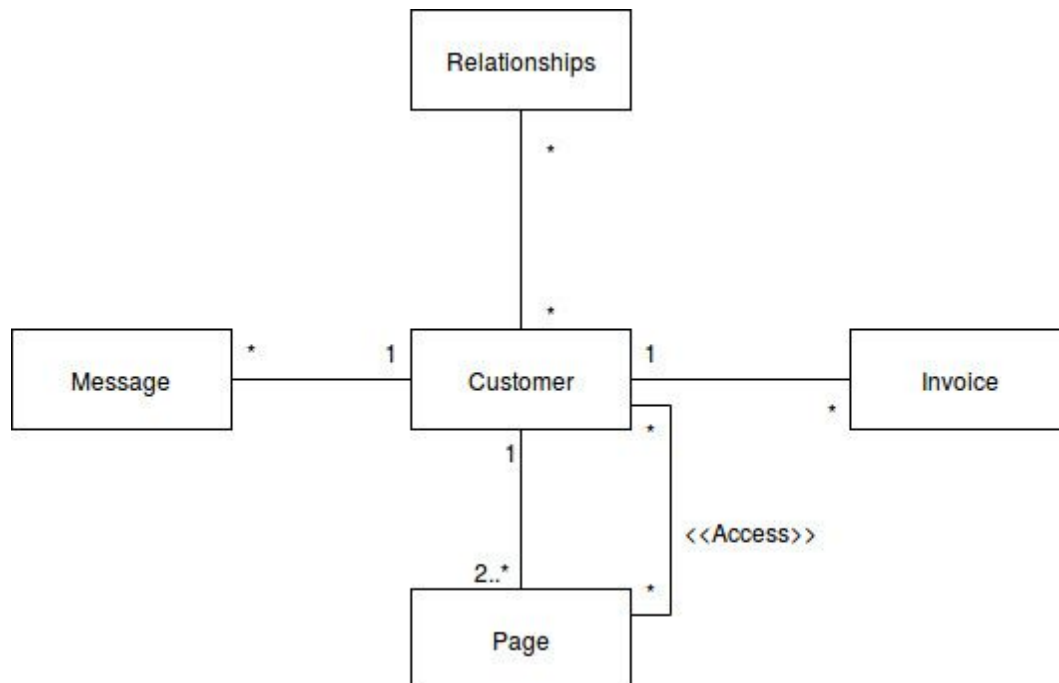 Relationships
*
*
Message
*
1
Customer
1
*
Invoice
1
*
<<Access>>
2..*
*
Page